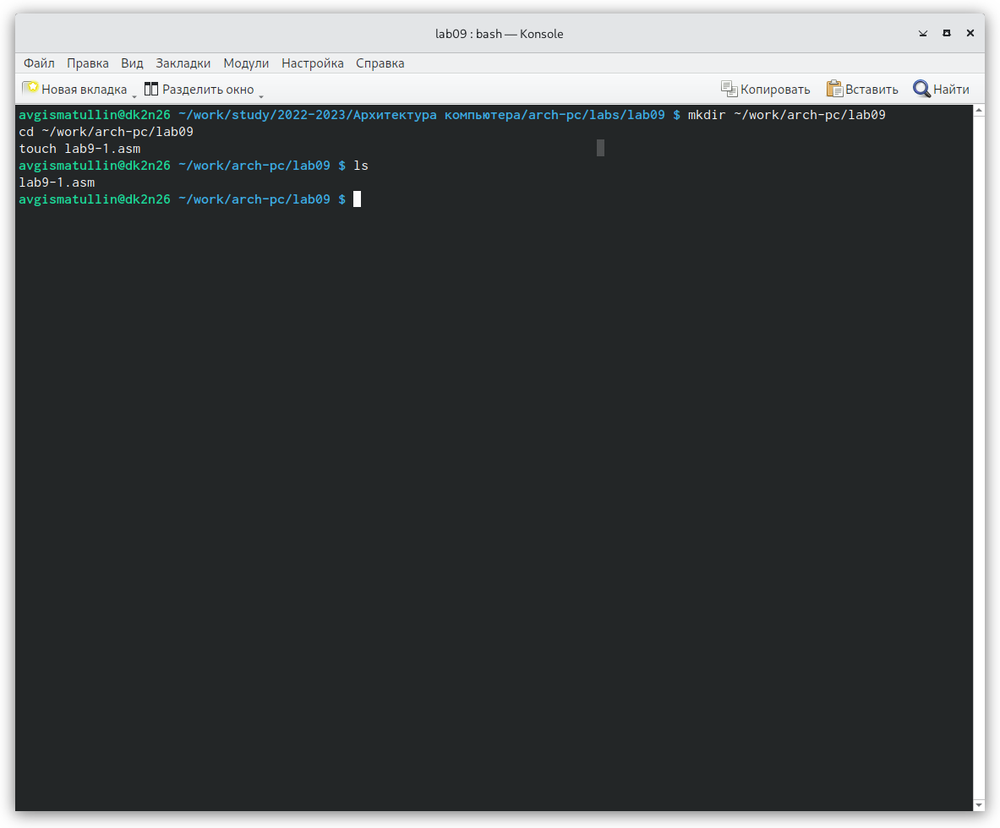 lab09 : bash — Konsole
Файл Правка Вид Закладки Модули Настройка Справка
Новая вкладка Разделить окно Копировать Вставить Найти
avgismatullin@dk2n26 ~/work/study/2022-2023/Архитектура компьютера/arch-pc/labs/lab09 $ mkdir ~/work/arch-pc/lab09
cd ~/work/arch-pc/lab09
touch lab9-1.asm
avgismatullin@dk2n26 ~/work/arch-pc/lab09 $ ls
lab9-1.asm
avgismatullin@dk2n26 ~/work/arch-pc/lab09 $